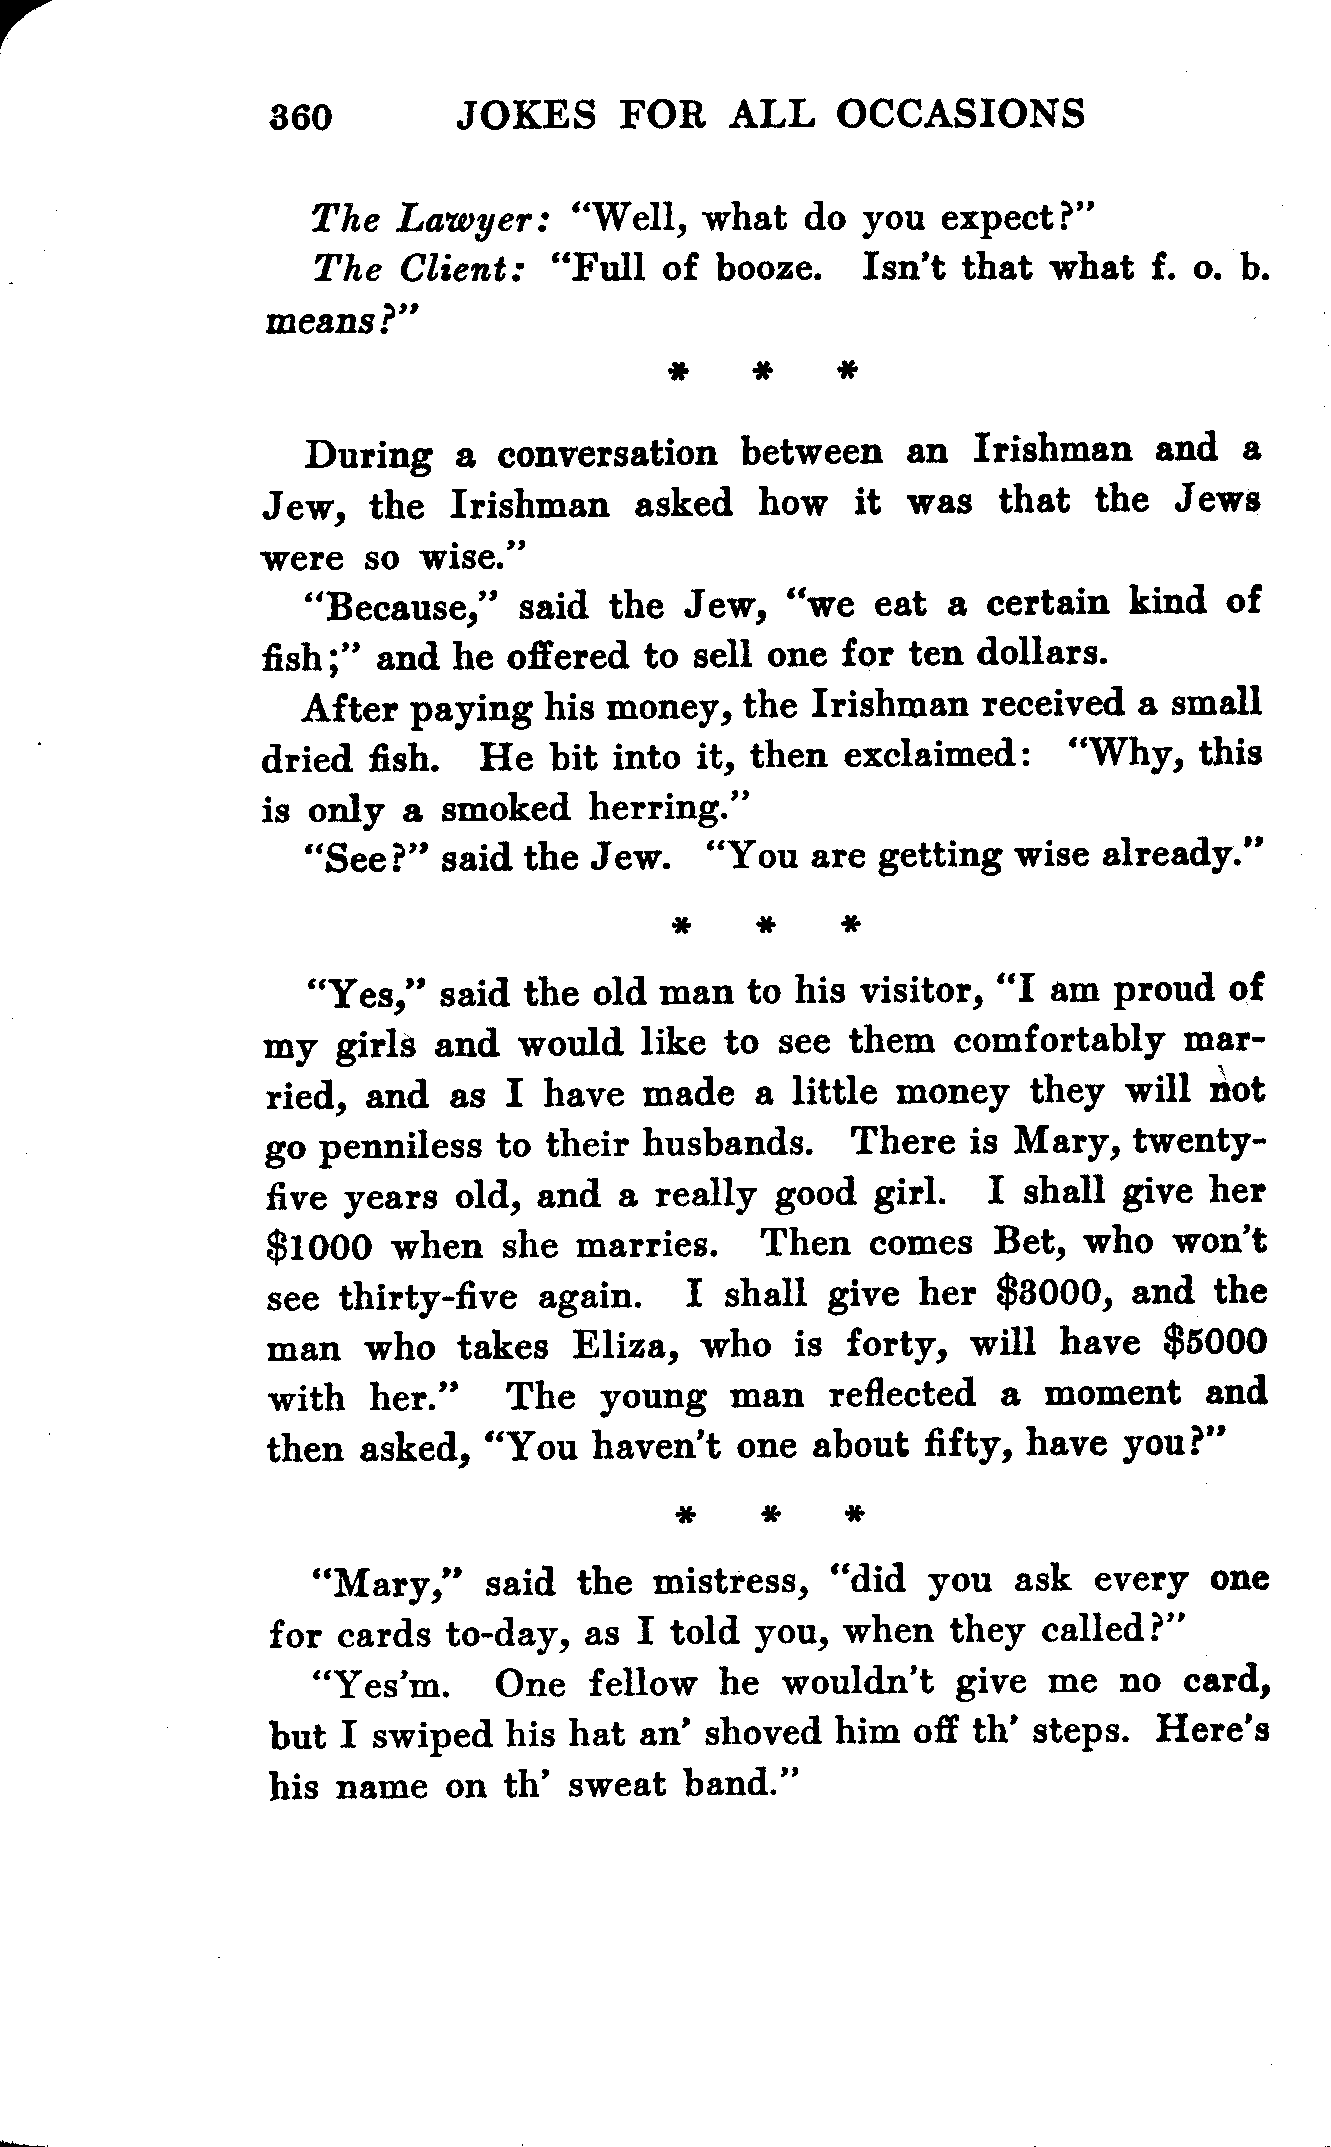 360 JOKES FOR ALL OCCASIONS
The Lawyer: "Well, what do you expect?"
The Client: "Full of booze. Isn't that what f. o. b.
means?"
* * *
During a conversation between an Irishman and a
Jew, the Irishman asked how it was that the Jews
were so wise."
"Because," said the Jew, "we eat a certain kind of
fish;" and he offered to sell one for ten dollars.
After paying his money, the Irishman received a small
dried fish. He bit into it, then exclaimed: "Why, this
is only a smoked herring."
"See?" said the Jew. "You are getting wise already."
* * *
"Yes," said the old man to his visitor, "I am proud of
my girls and would like to see them comfortably mar-
ried, and as I have made a little money they will not
go penniless to their husbands. There is Mary, twenty-
five years old, and a really good girl. I shall give her
$1000 when she marries. Then comes Bet, who won't
see thirty-five again. I shall give her $3000, and the
man who takes Eliza, who is forty, will have $5000
with her." The young man reflected a moment and
then asked, "You haven't one about fifty, have you?"
* * *
"Mary," said the mistress, "did you ask every one
for cards to-day, as I told you, when they called?"
"Yes'm. One fellow he wouldn't give me no card,
but I swiped his hat an' shoved him off th' steps. Here's
his name on th' sweat band."